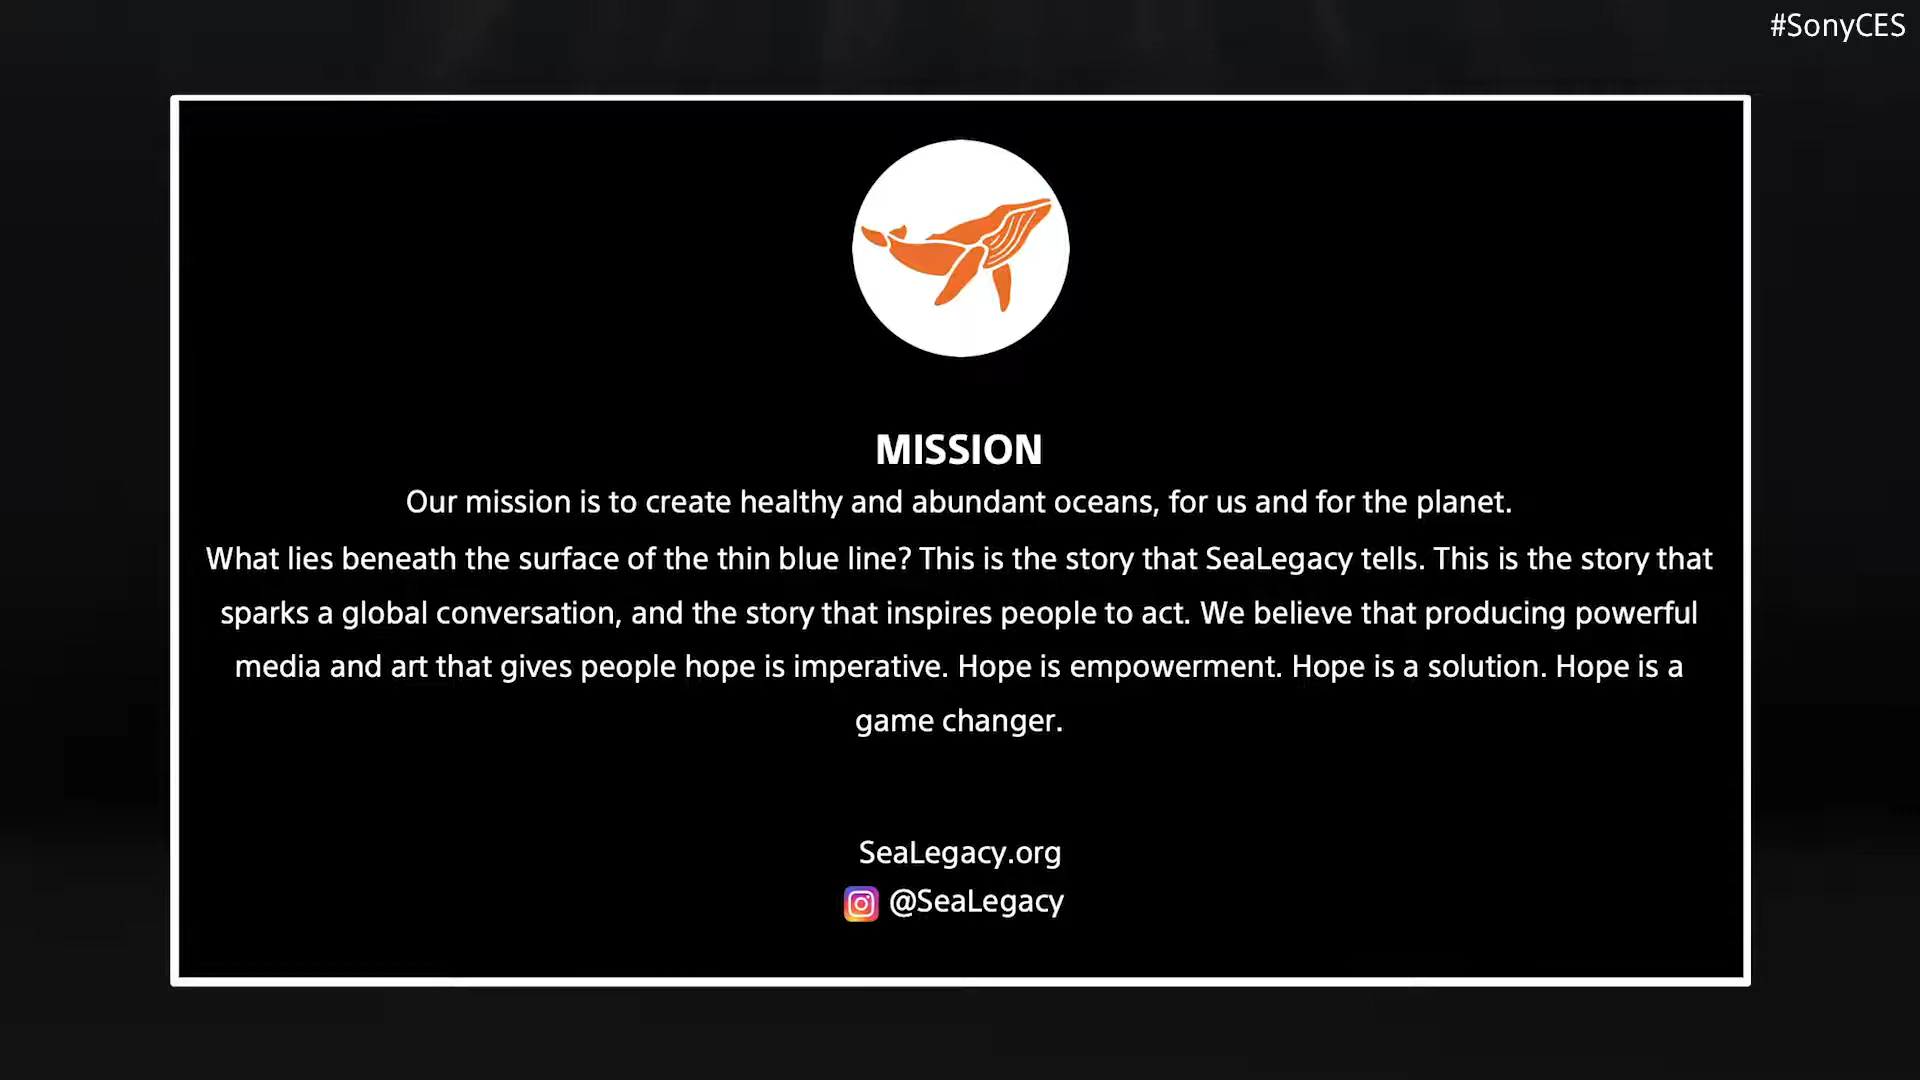 #SonyCES
MISSION
Our mission is to create healthy and abundant oceans, for us and for the planet.
What lies beneath the surface of the thin blue line? This is the story that SeaLegacy tells. This is the story that
sparks a global conversation, and the story that inspires people to act. We believe that producing powerful
media and art that gives people hope is imperative. Hope is empowerment. Hope is a solution. Hope is a
game changer.
SeaLegacy.org
@SeaLegacy